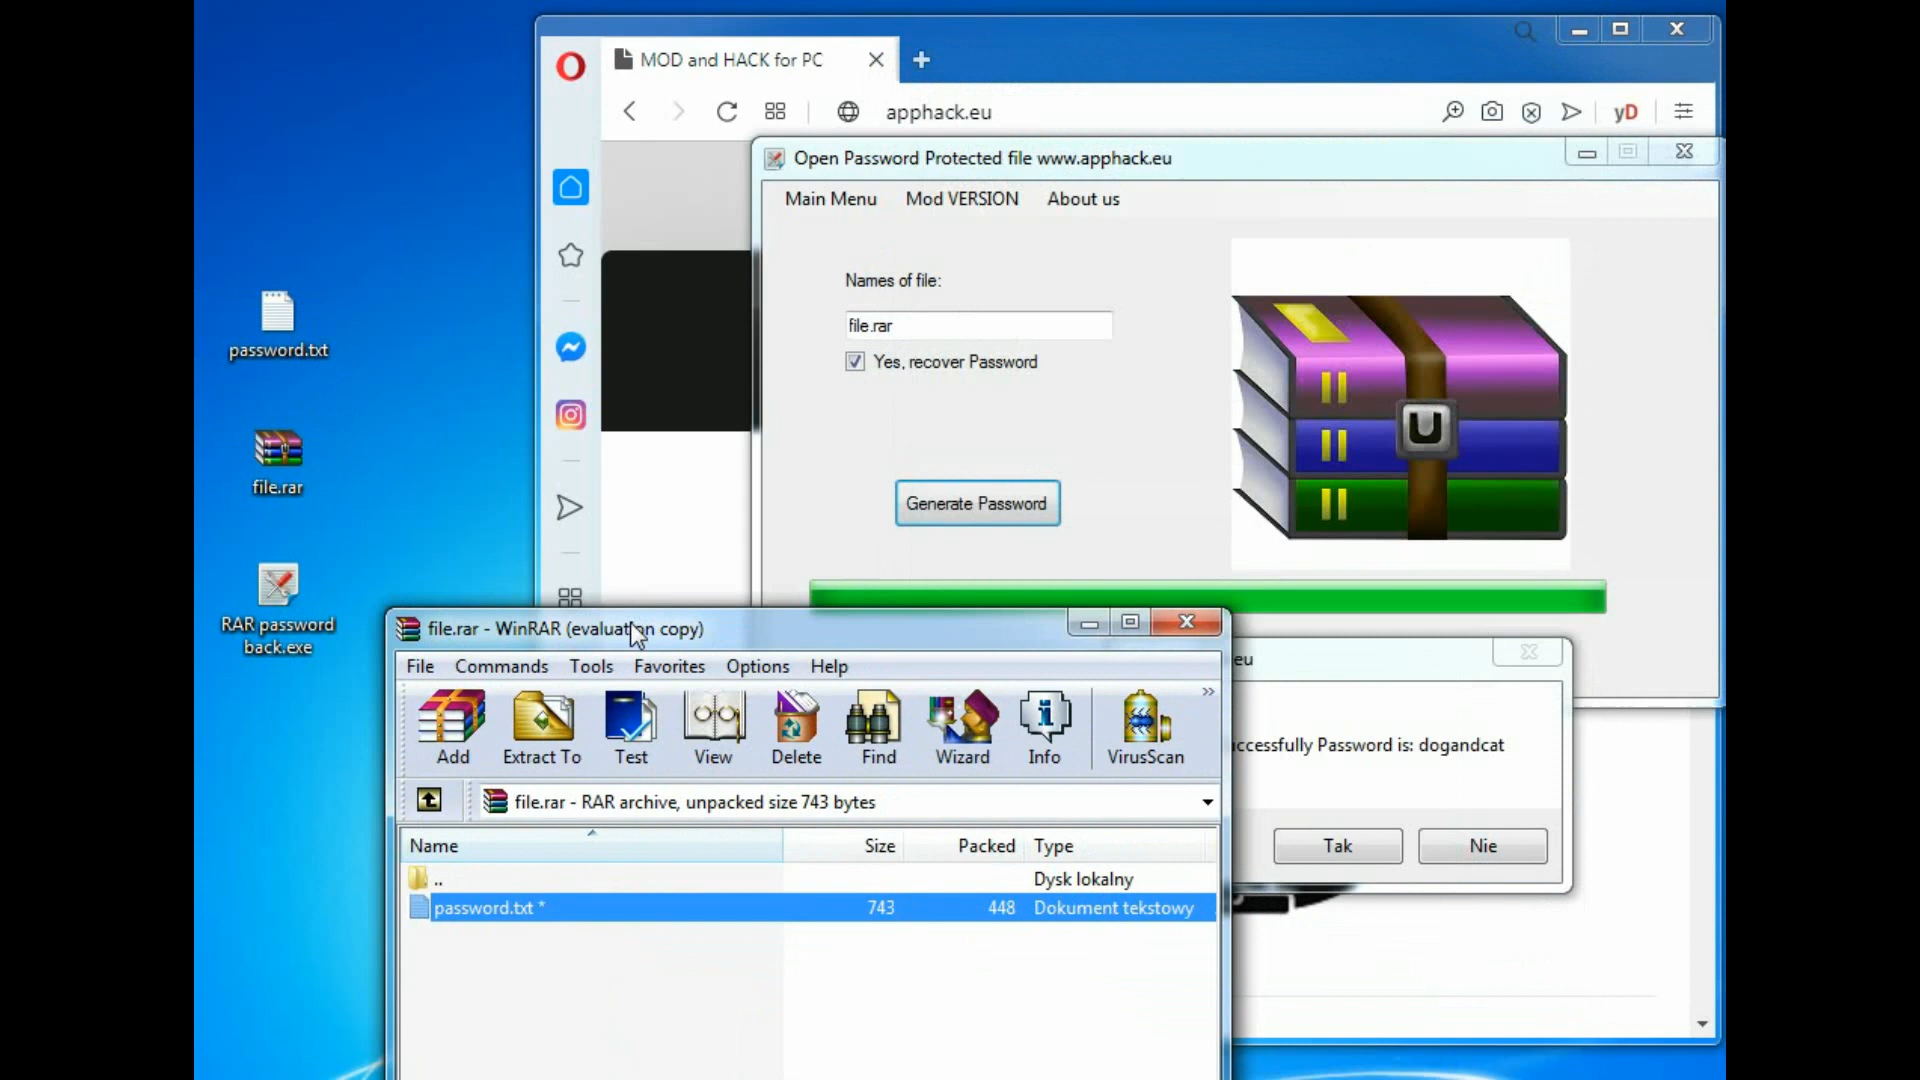 MOD and HACK for PC
apphack.eu
yD
Open Password Protected file www.apphack.eu
Main Menu Mod VERSION About us
Names of file:
file.rar
Yes, recover Password
Generate Password
U
password.txt
file.rar
RAR password
back.exe
file.rar - WinRAR (evaluation copy)
File Commands Tools Favorites Options Help
Add Extract To Test View Delete Find Wizard Info VirusScan
file.rar - RAR archive, unpacked size 743 bytes
Name Size Packed Type
.. Dysk lokalny
password.txt * 743 448 Dokument tekstowy
eu
uccessfully Password is: dogandcat
Tak Nie